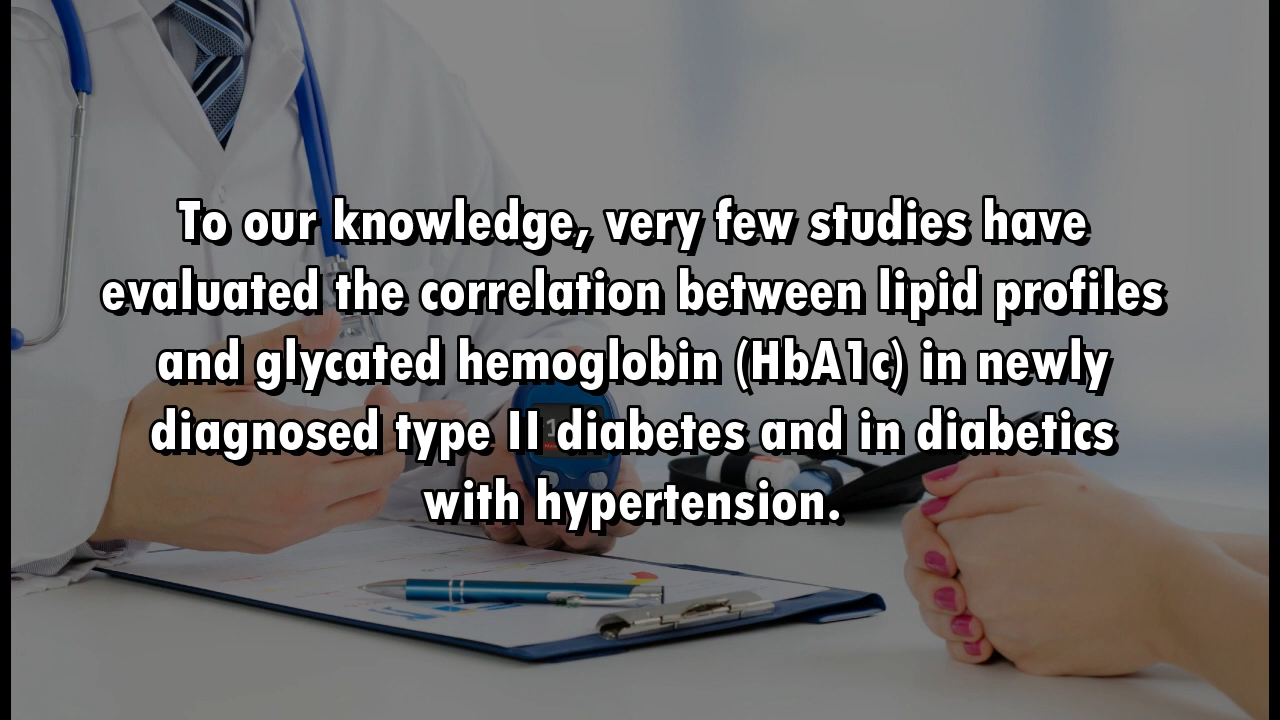 To our knowledge, very few studies have
evaluated the correlation between lipid profiles
and glycated hemoglobin (HbA1c) in newly
diagnosed type II diabetes and in diabetics
with hypertension.